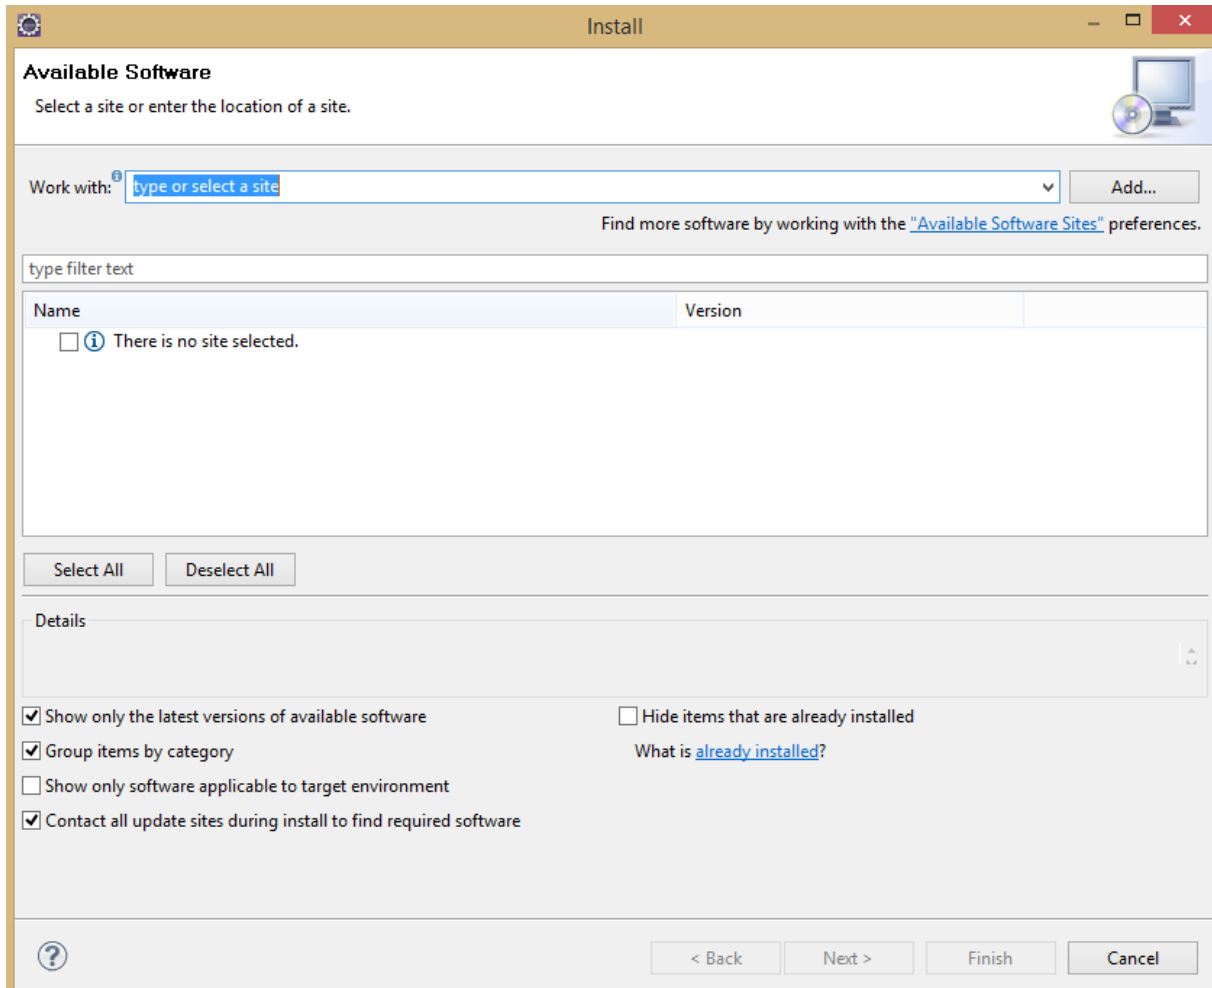 Install
Available Software
Select a site or enter the location of a site.
Work with: type or select a site Add...
Find more software by working with the "Available Software Sites" preferences.
type filter text
Name Version
There is no site selected.
Select All Deselect All
Details
Show only the latest versions of available software Hide items that are already installed
Group items by category What is already installed?
Show only software applicable to target environment
Contact all update sites during install to find required software
< Back Next > Finish Cancel